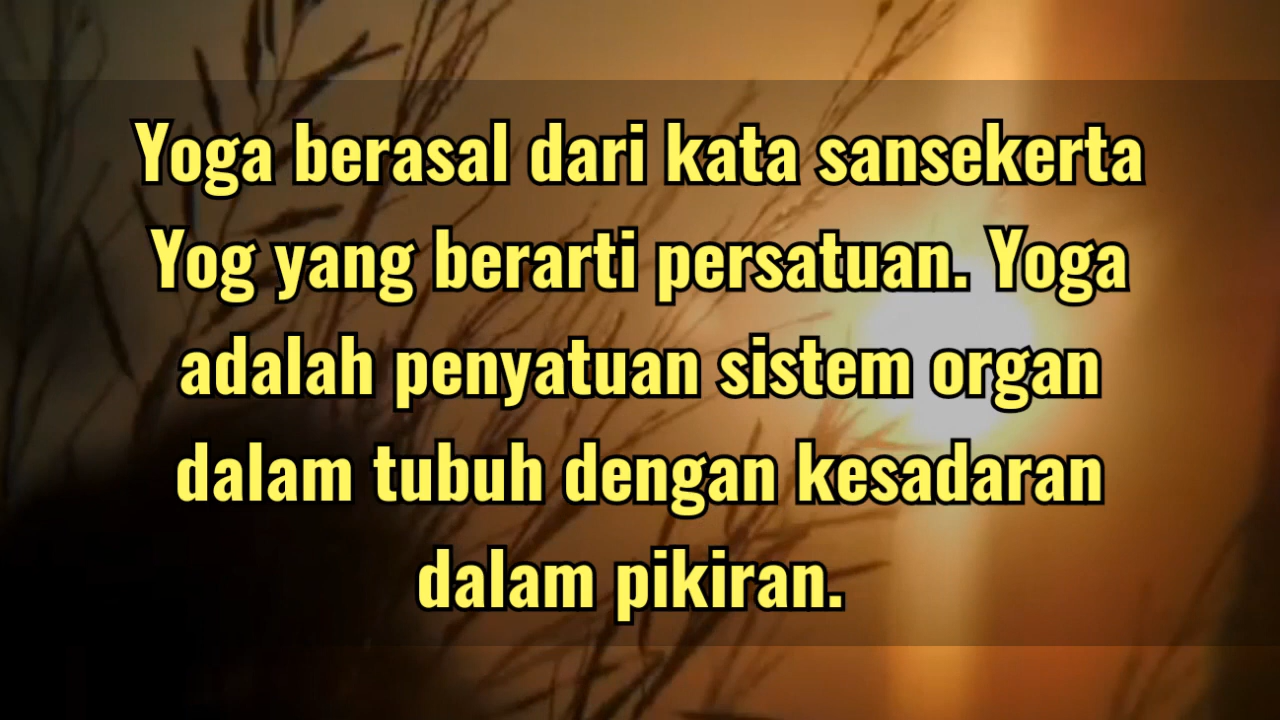 Yoga berasal dari kata sansekerta
Yog yang berarti persatuan. Yoga
adalah penyatuan sistem organ
dalam tubuh dengan kesadaran
dalam pikiran.